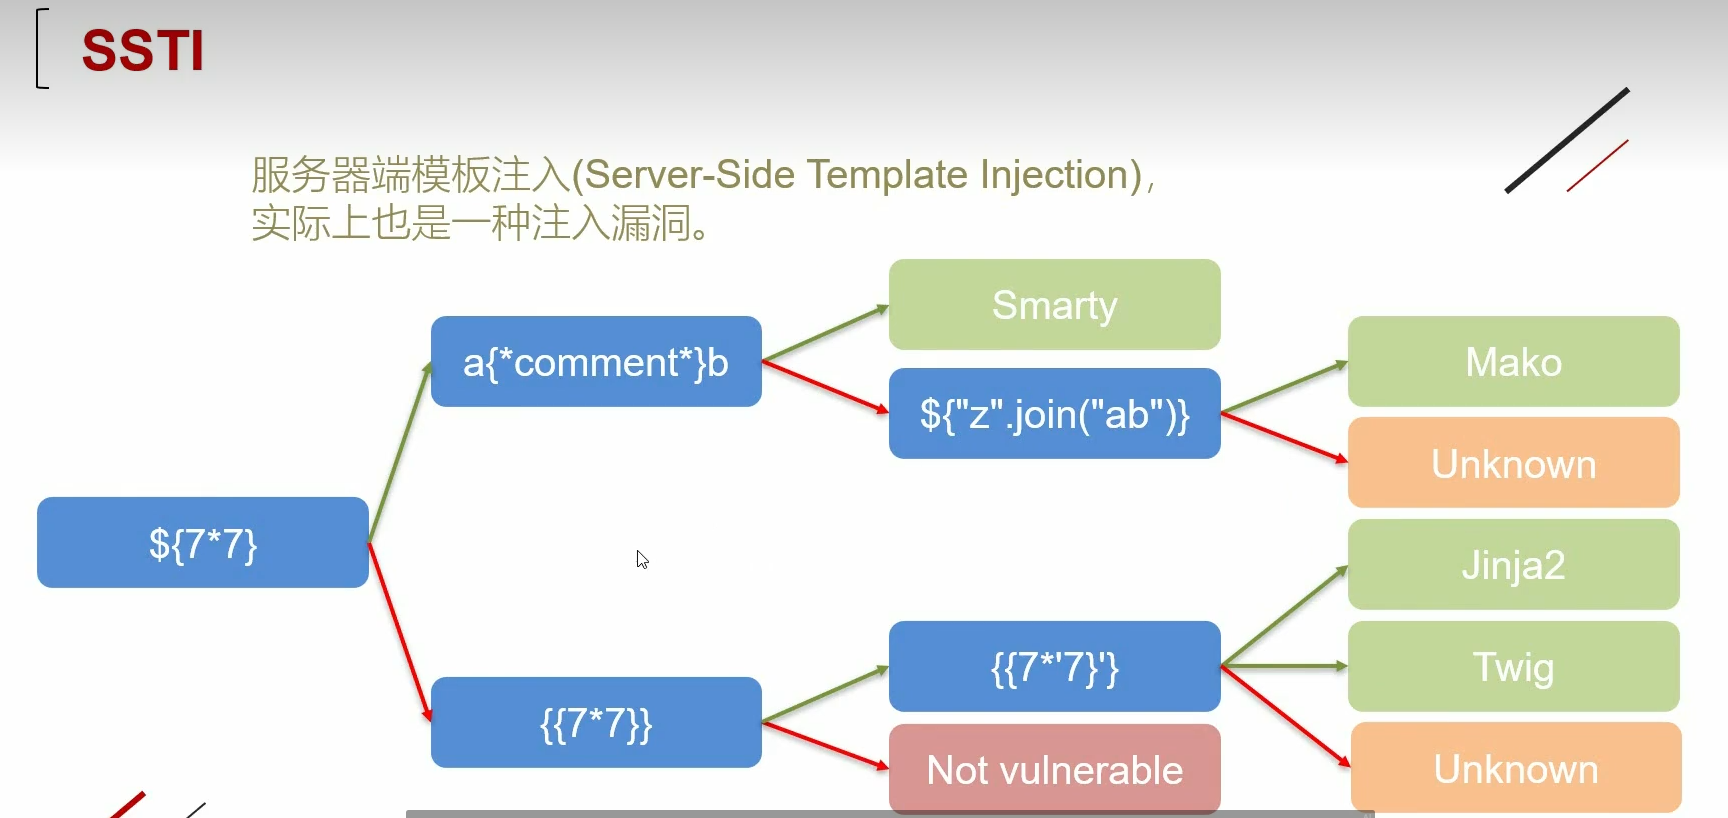 SSTI
服务器端模板注入(Server-Side Template Injection),
实际上也是一种注入漏洞。
${7*7}
a{*comment*}b
Smarty
${"z".join("ab")}
Mako
Unknown
{{7*7}}
{{7*'7}'}
Jinja2
Twig
Unknown
Not vulnerable